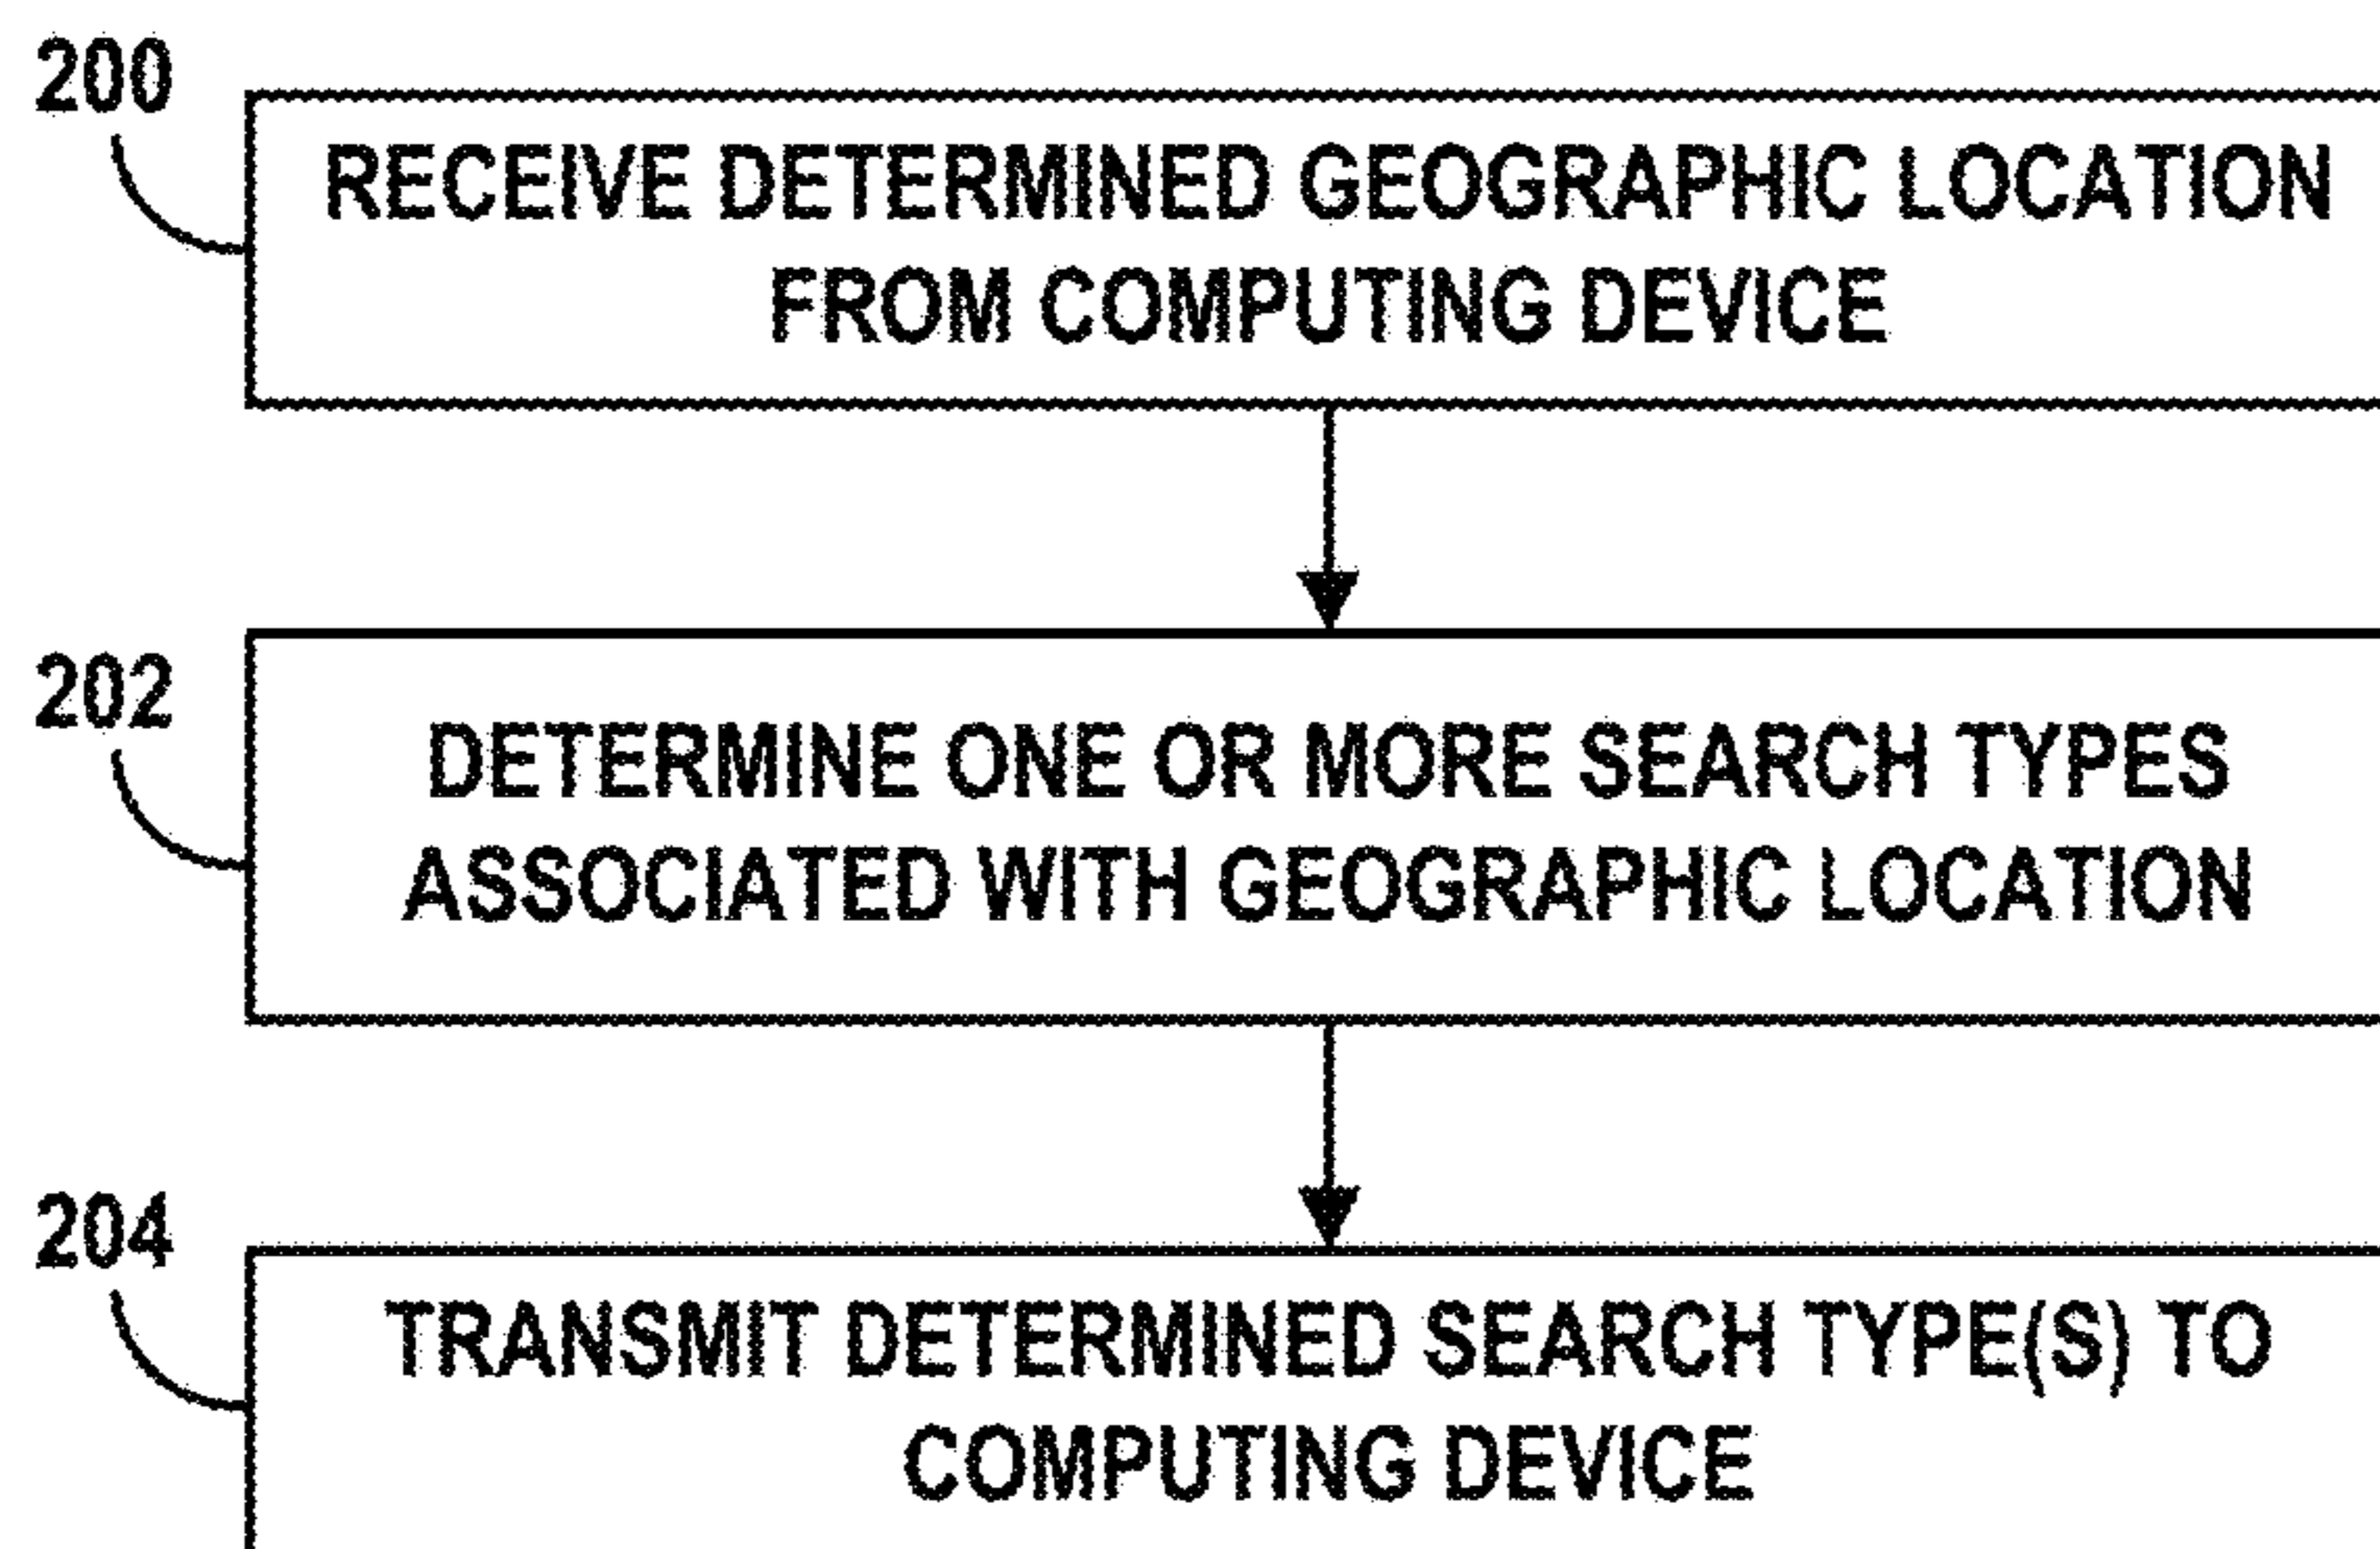 200
RECEIVE DETERMINED GEOGRAPHIC LOCATION
FROM COMPUTING DEVICE
202
DETERMINE ONE OR MORE SEARCH TYPES
ASSOCIATED WITH GEOGRAPHIC LOCATION
204
TRANSMIT DETERMINED SEARCH TYPE(S) TO
COMPUTING DEVICE